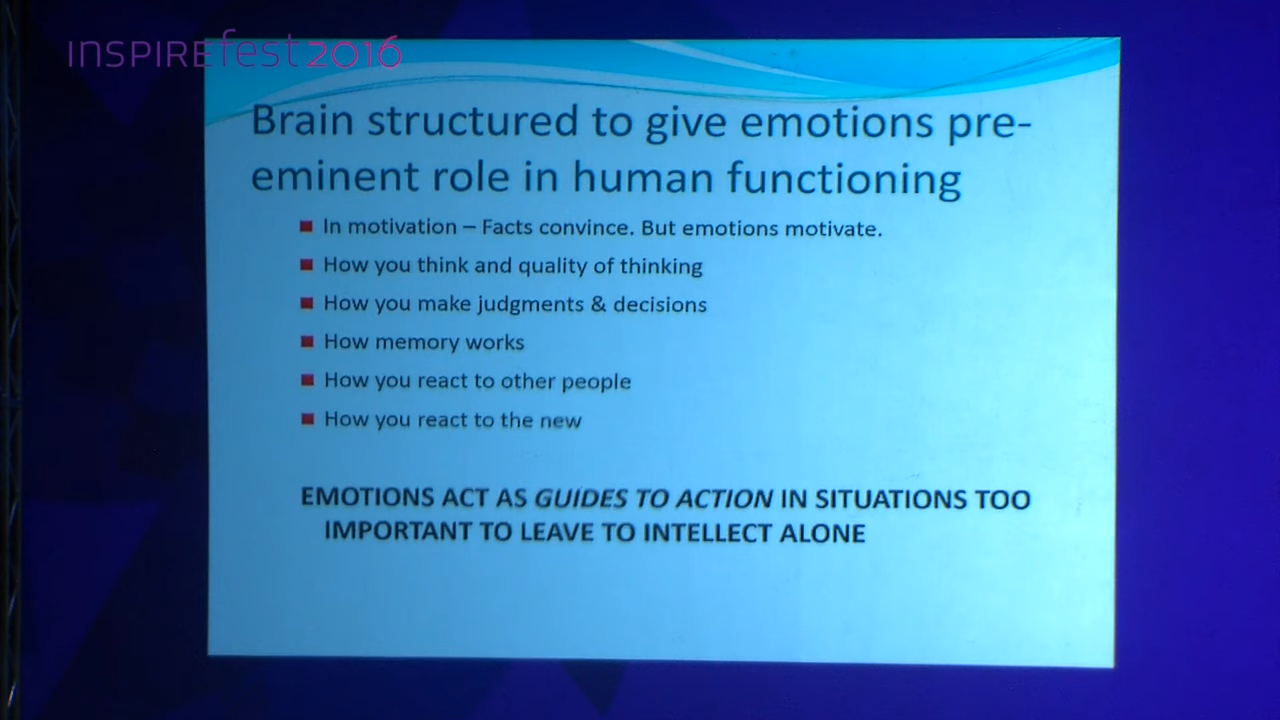 INSPIREfest 2016
Brain structured to give emotions pre-
eminent role in human functioning
In motivation – Facts convince. But emotions motivate.
How you think and quality of thinking
How you make judgments & decisions
How memory works
How you react to other people
How you react to the new
EMOTIONS ACT AS GUIDES TO ACTION IN SITUATIONS TOO
IMPORTANT TO LEAVE TO INTELLECT ALONE